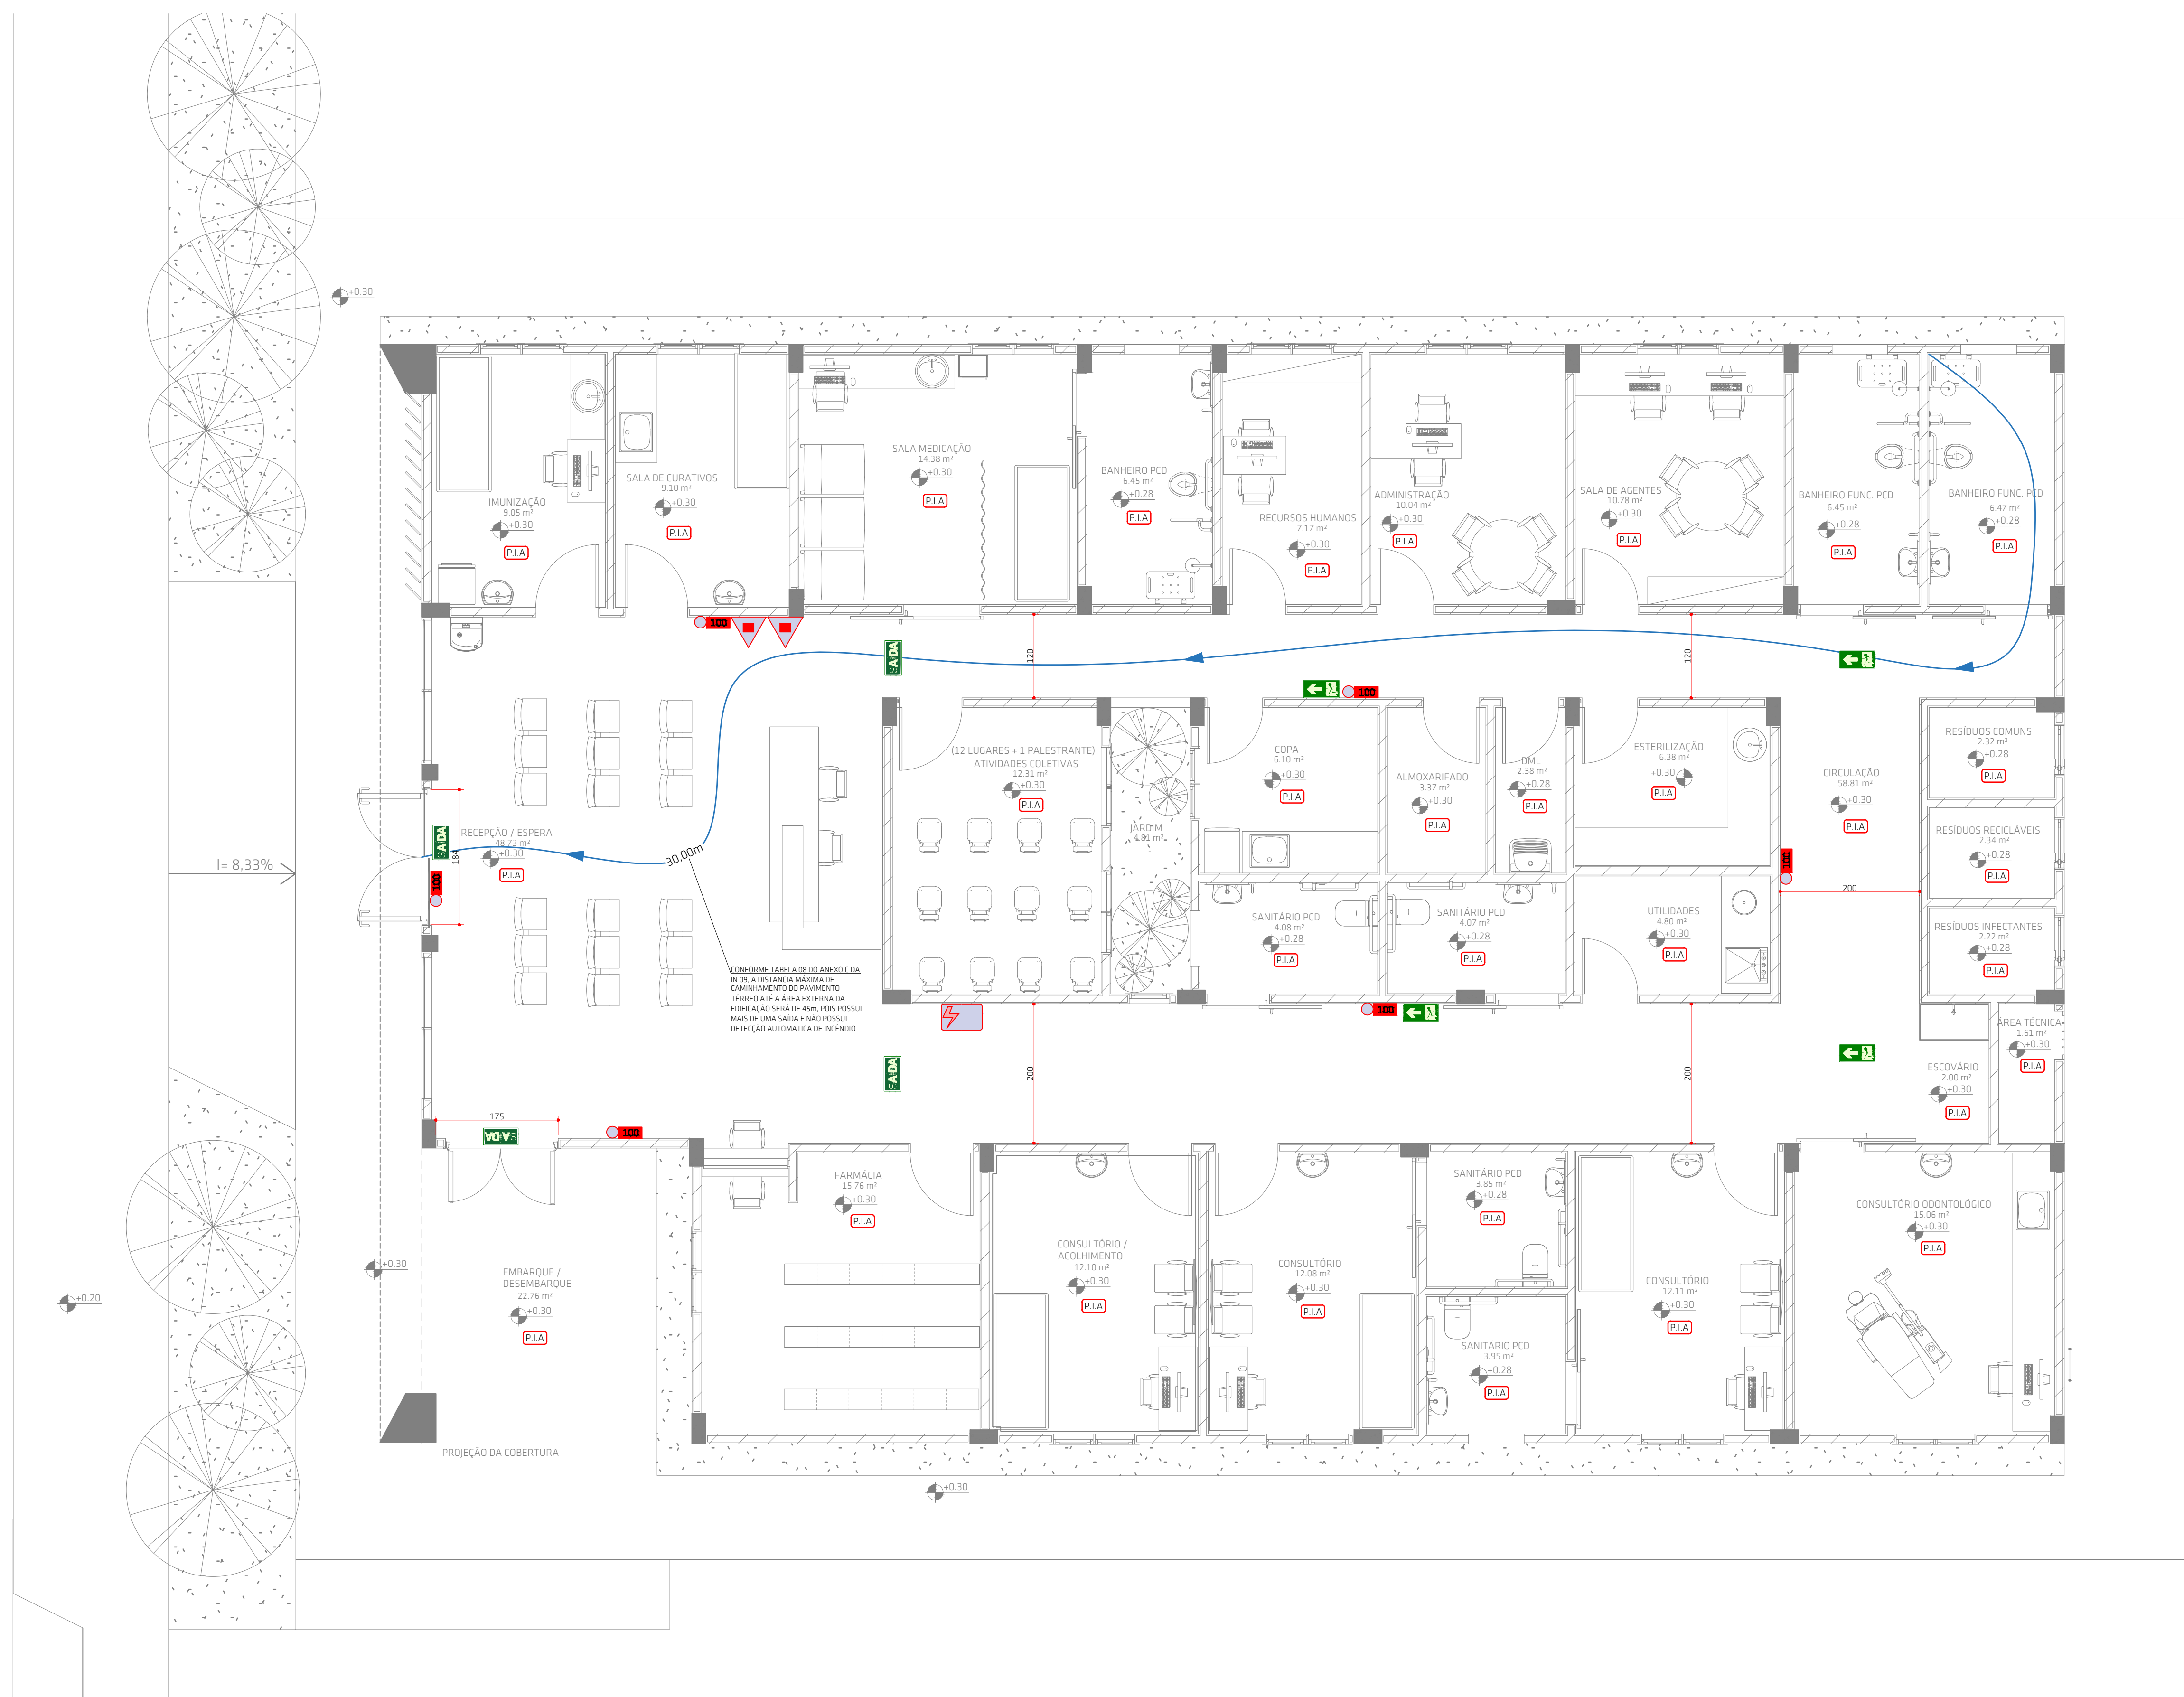 +0.30
IMUNIZAÇÃO
9.05 m²
+0.30
P.I.A
SALA DE CURATIVOS
9.10 m²
+0.30
P.I.A
SALA MEDICAÇÃO
14.38 m²
+0.30
P.I.A
BANHEIRO PCD
6.45 m²
+0.28
P.I.A
RECURSOS HUMANOS
7.17 m²
+0.30
P.I.A
ADMINISTRAÇÃO
10.04 m²
+0.30
P.I.A
SALA DE AGENTES
10.78 m²
+0.30
P.I.A
BANHEIRO FUNC. PCD
6.45 m²
+0.28
P.I.A
BANHEIRO FUNC. PCD
6.47 m²
+0.28
P.I.A
100
SAÍDA
120
120
100
I= 8,33%
RECEPÇÃO / ESPERA
48.73 m²
+0.30
P.I.A
SAÍDA
184
100
30,00m
CONFORME TABELA 08 DO ANEXO C DA
IN 09, A DISTANCIA MÁXIMA DE
CAMINHAMENTO DO PAVIMENTO
TÉRREO ATÉ A ÁREA EXTERNA DA
EDIFICAÇÃO SERÁ DE 45m, POIS POSSUI
MAIS DE UMA SAÍDA E NÃO POSSUI
DETECÇÃO AUTOMATICA DE INCÊNDIO
(12 LUGARES + 1 PALESTRANTE)
ATIVIDADES COLETIVAS
12.31 m²
+0.30
P.I.A
JARDIM
4.81 m²
COPA
6.10 m²
+0.30
P.I.A
ALMOXARIFADO
3.37 m²
+0.30
P.I.A
DML
2.38 m²
+0.28
P.I.A
ESTERILIZAÇÃO
6.38 m²
+0.30
P.I.A
CIRCULAÇÃO
58.81 m²
+0.30
P.I.A
100
200
RESÍDUOS COMUNS
2.32 m²
+0.28
P.I.A
RESÍDUOS RECICLÁVEIS
2.34 m²
+0.28
P.I.A
RESÍDUOS INFECTANTES
2.22 m²
+0.28
P.I.A
SANITÁRIO PCD
4.08 m²
+0.28
P.I.A
SANITÁRIO PCD
4.07 m²
+0.28
P.I.A
UTILIDADES
4.80 m²
+0.30
P.I.A
100
ÁREA TÉCNICA
1.61 m²
+0.30
P.I.A
ESCOVÁRIO
2.00 m²
+0.30
P.I.A
SAÍDA
200
200
175
SAÍDA
100
FARMÁCIA
15.76 m²
+0.30
P.I.A
CONSULTÓRIO /
ACOLHIMENTO
12.10 m²
+0.30
P.I.A
CONSULTÓRIO
12.08 m²
+0.30
P.I.A
SANITÁRIO PCD
3.85 m²
+0.28
P.I.A
SANITÁRIO PCD
3.95 m²
+0.28
P.I.A
CONSULTÓRIO
12.11 m²
+0.30
P.I.A
CONSULTÓRIO ODONTOLÓGICO
15.06 m²
+0.30
P.I.A
EMBARQUE /
DESEMBARQUE
22.76 m²
+0.30
P.I.A
+0.30
+0.20
PROJEÇÃO DA COBERTURA
+0.30